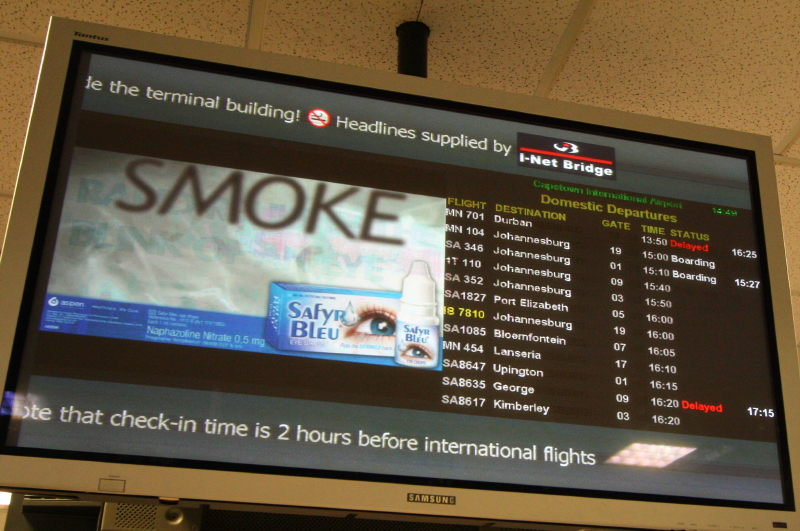 Tantus
de the terminal building! Headlines supplied by I-Net Bridge
Capetown International Airport 14:49
Domestic Departures
FLIGHT DESTINATION GATE TIME STATUS
MN 701 Durban 13:50 Delayed 16:25
MN 104 Johannesburg 19 15:00 Boarding
SA 346 Johannesburg 01 15:10 Boarding 15:27
1T 110 Johannesburg 09 15:40
SA 352 Johannesburg 03 15:50
SA1827 Port Elizabeth 05 16:00
IB 7810 Johannesburg 19 16:00
SA1085 Bloemfontein 07 16:05
MN 454 Lanseria 17 16:10
SA8647 Upington 01 16:15
SA8635 George 09 16:20 Delayed 17:15
SA8617 Kimberley 03 16:20
SMOKE
aspen
Naphazoline Nitrate 0,5 mg
SAFYR
BLEU
EYE DROPS
SAFYR
BLEU
ote that check-in time is 2 hours before international flights
SAMSUNG